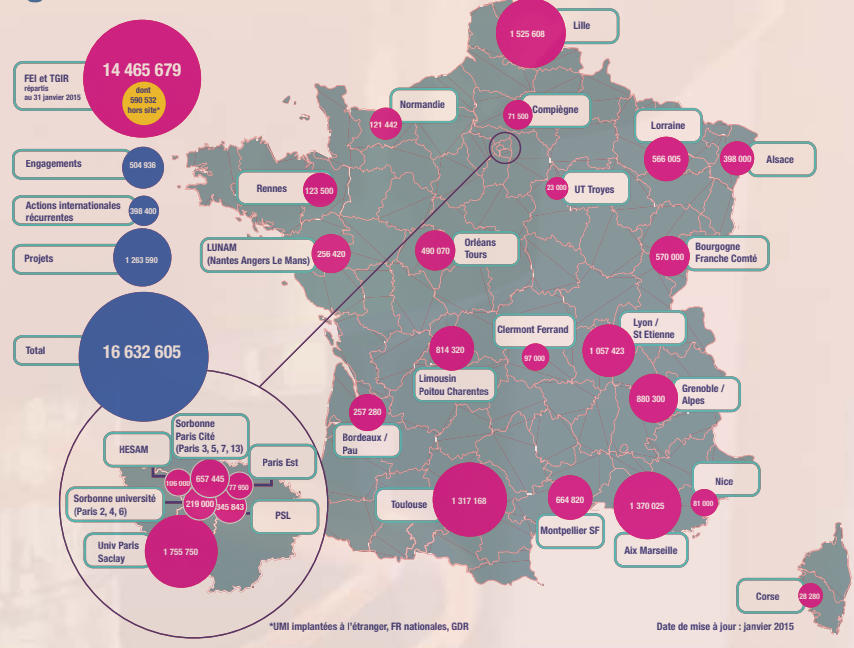 FEI et TGIR
répartis
au 31 janvier 2015
14 465 679
dont
590 532
hors site*
Engagements
504 936
Actions internationales
récurrentes
398 400
Projets
1 263 590
Total
16 632 605
1 525 608
Lille
Normandie
121 442
71 500
Compiègne
Lorraine
566 005
398 000
Alsace
Rennes
123 500
23 000
UT Troyes
LUNAM
(Nantes Angers Le Mans)
256 420
490 070
Orléans
Tours
570 000
Bourgogne
Franche Comté
814 320
Limousin
Poitou Charentes
Clermont Ferrand
97 000
Lyon /
St Etienne
1 057 423
880 300
Grenoble /
Alpes
257 280
Bordeaux /
Pau
Toulouse
1 317 168
664 820
Montpellier SF
1 370 025
Aix Marseille
Nice
81 000
Corse
28 280
HESAM
106 000
Sorbonne
Paris Cité
(Paris 3, 5, 7, 13)
657 445
Paris Est
77 950
Sorbonne université
(Paris 2, 4, 6)
219 000
345 843
PSL
Univ Paris
Saclay
1 755 750
*UMI implantées à l'étranger, FR nationales, GDR
Date de mise à jour : janvier 2015